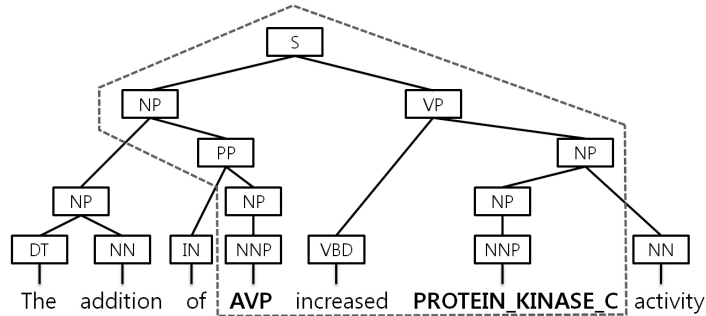 S
NP VP
PP NP
NP NP NP
DT NN IN NNP VBD NNP NN
The addition of AVP increased PROTEIN_KINASE_C activity